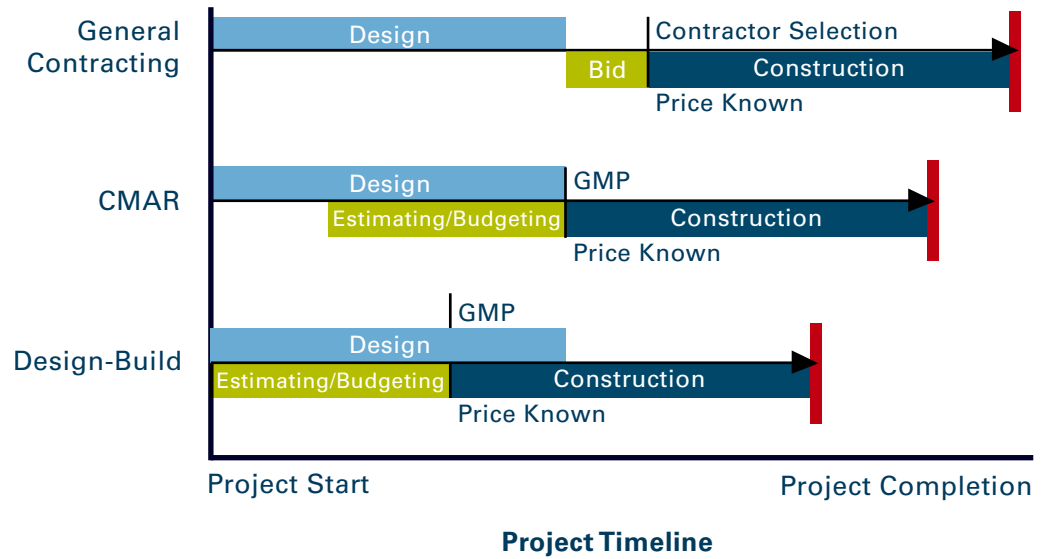 General
Contracting
Design
Contractor Selection
Bid
Construction
Price Known
CMAR
Design
GMP
Estimating/Budgeting
Construction
Price Known
GMP
Design-Build
Design
Estimating/Budgeting
Construction
Price Known
Project Start
Project Completion
Project Timeline